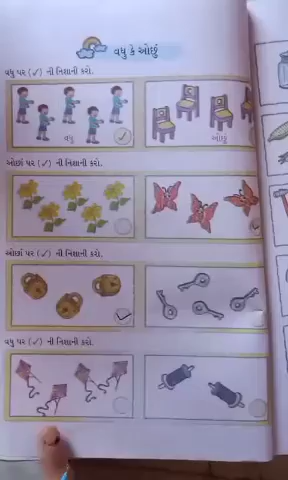 વધુ કે ઓછું
વધુ પર (✓) ની નિશાની કરો.
વધુ
ઓછું
ઓછાં પર (✓) ની નિશાની કરો.
ઓછાં પર (✓) ની નિશાની કરો.
વધુ પર (✓) ની નિશાની કરો.